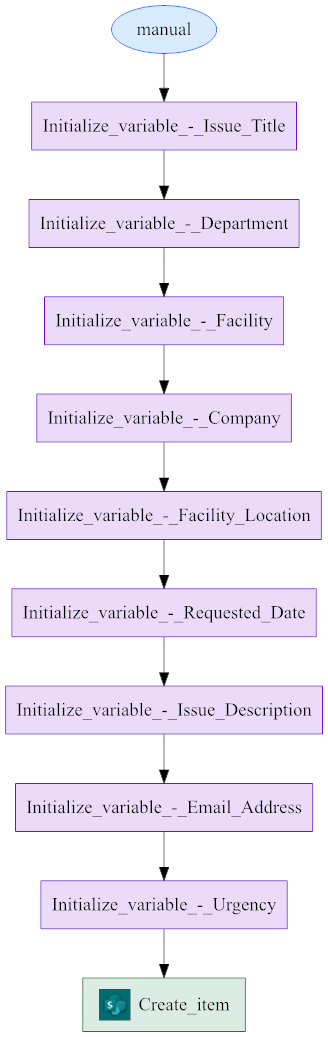 manual
Initialize_variable_-_Issue_Title
Initialize_variable_-_Department
Initialize_variable_-_Facility
Initialize_variable_-_Company
Initialize_variable_-_Facility_Location
Initialize_variable_-_Requested_Date
Initialize_variable_-_Issue_Description
Initialize_variable_-_Email_Address
Initialize_variable_-_Urgency
S Create_item